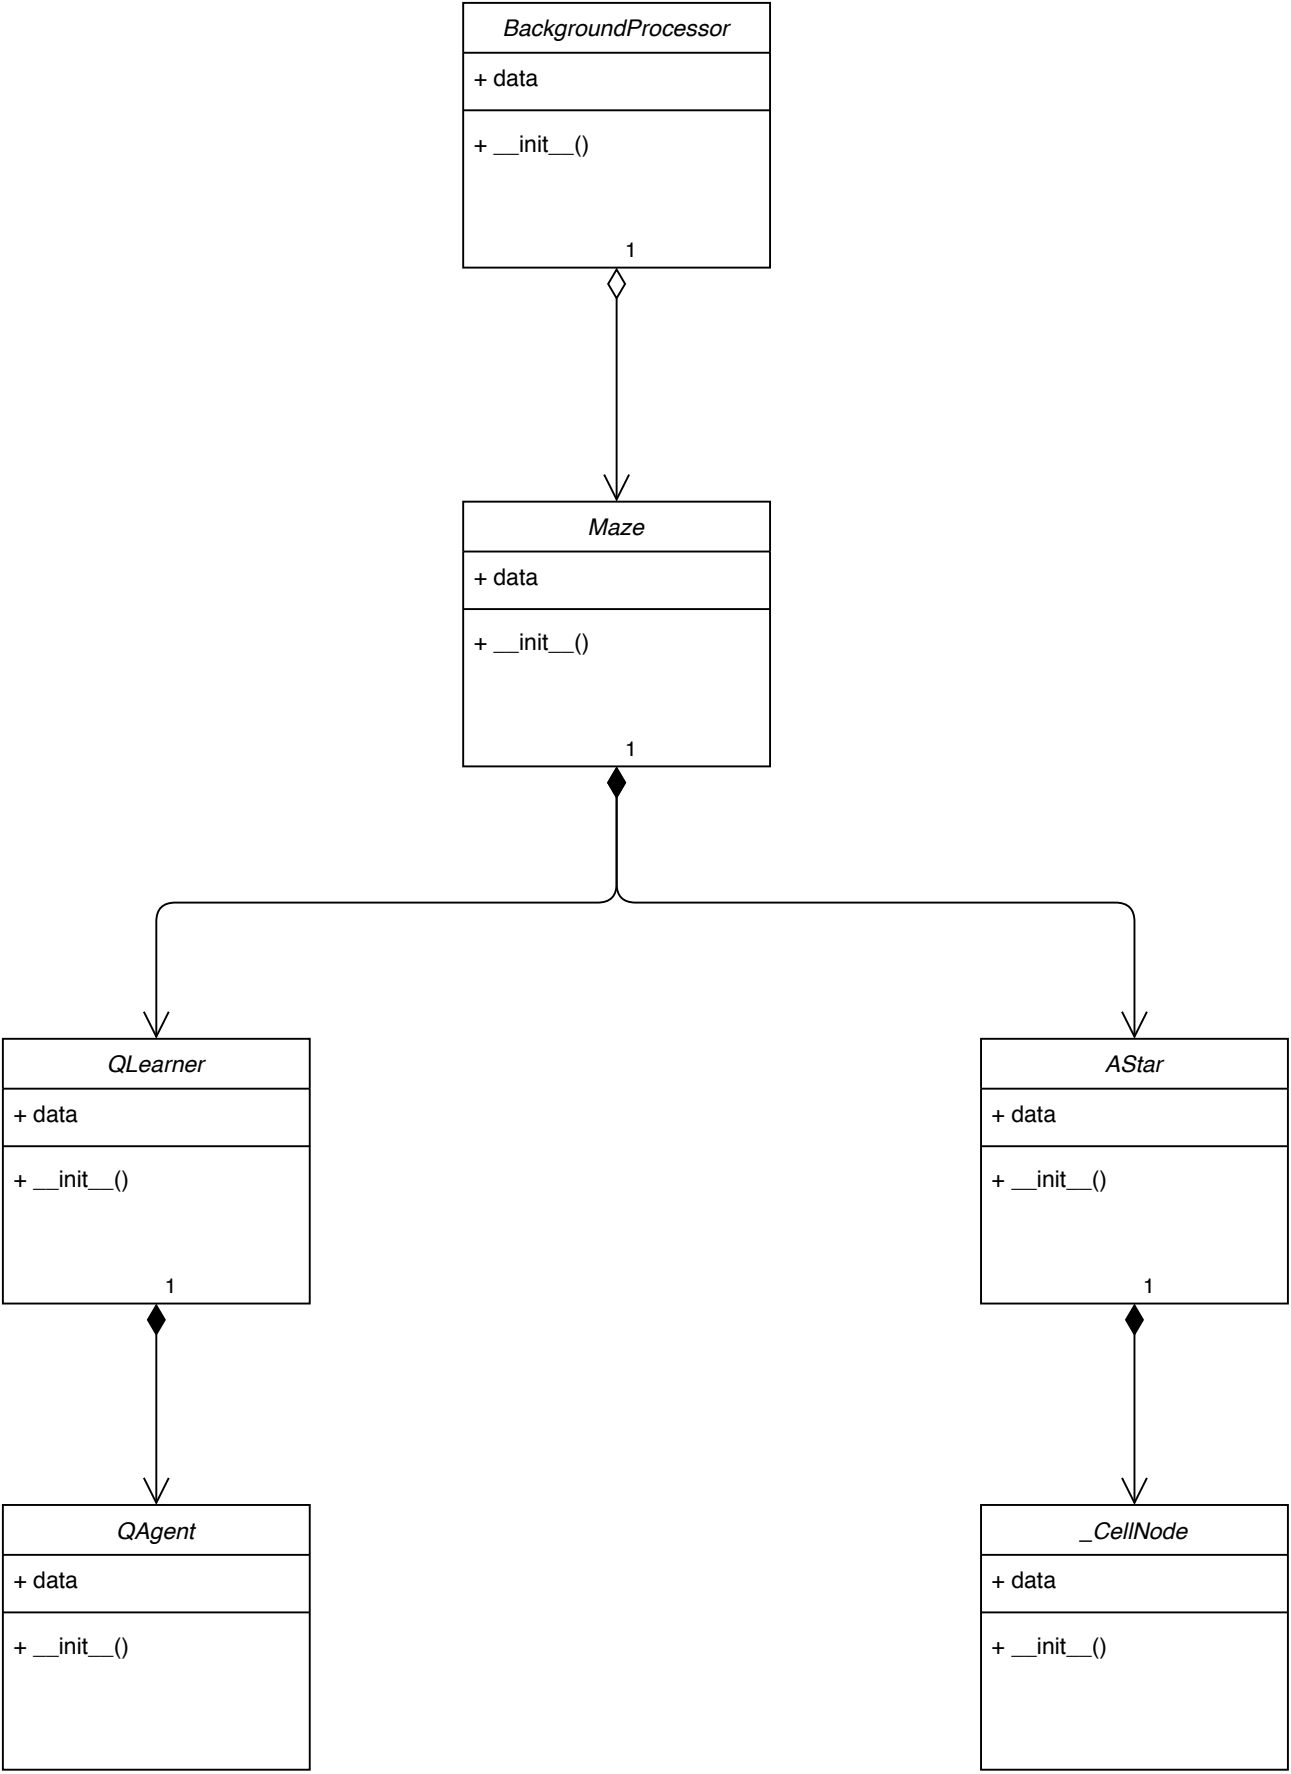 BackgroundProcessor
+ data
+ __init__()
1
Maze
+ data
+ __init__()
1
QLearner
+ data
+ __init__()
1
AStar
+ data
+ __init__()
1
QAgent
+ data
+ __init__()
_CellNode
+ data
+ __init__()